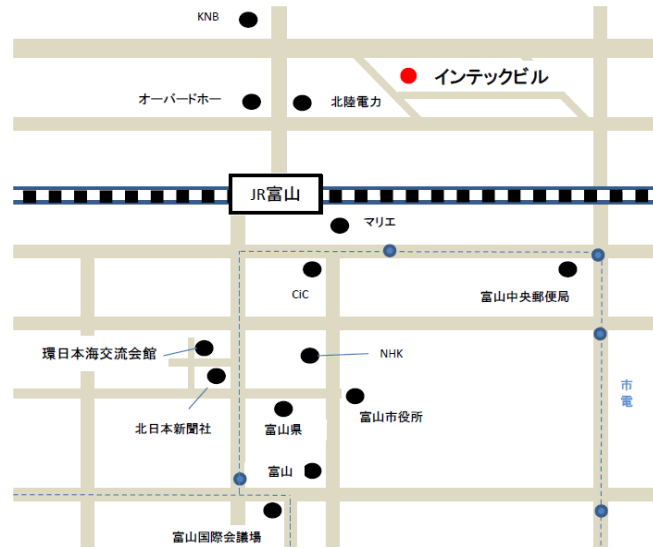 KNB
インテックビル
オーバードホー
北陸電力
JR富山
マリエ
CiC
富山中央郵便局
環日本海交流会館
NHK
市電
北日本新聞社
富山県
富山市役所
富山
富山国際会議場